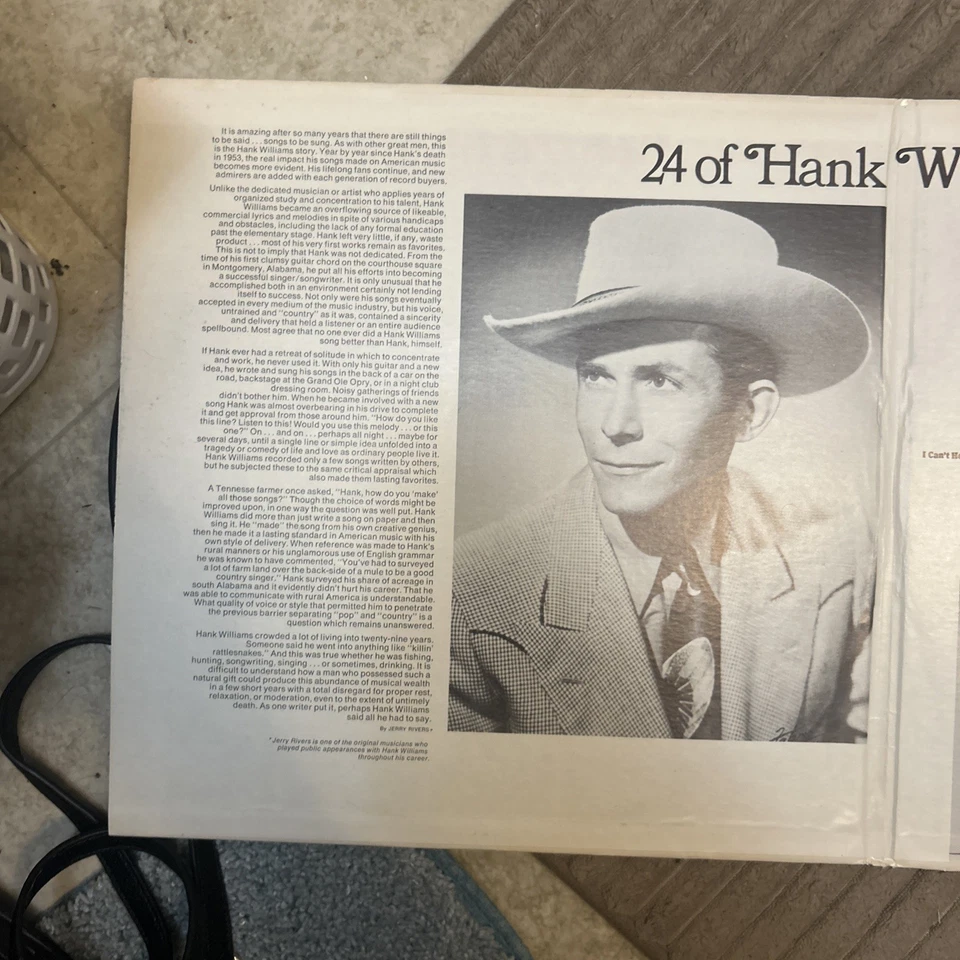 It is amazing after so many years that there are still things
to be said . . . songs to be sung. As with other great men, this
is the Hank Williams story. Year by year since Hank's death
in 1953, the real impact his songs made on American music
becomes more evident. His lifelong fans continue, and new
admirers are added with each generation of record buyers.
Unlike the dedicated musician or artist who applies years of
organized study and concentration to his talent, Hank
Williams became an overflowing source of likeable,
commercial lyrics and melodies in spite of various handicaps
and obstacles, including the lack of any formal education
past the elementary stage. Hank left very little, if any, waste
product . . . most of his very first works remain as favorites.
This is not to imply that Hank was not dedicated. From the
time of his first clumsy guitar chord on the courthouse square
in Montgomery, Alabama, he put all his efforts into becoming
a successful singer/songwriter. It is only unusual that he
accomplished both in an environment certainly not lending
itself to success. Not only were his songs eventually
accepted in every medium of the music industry, but his voice,
untrained and "country" as it was, contained a sincerity
and delivery that held a listener or an entire audience
spellbound. Most agree that no one ever did a Hank Williams
song better than Hank, himself.
If Hank ever had a retreat of solitude in which to concentrate
and work, he never used it. With only his guitar and a new
idea, he wrote and sung his songs in the back of a car on the
road, backstage at the Grand Ole Opry, or in a night club
dressing room. Noisy gatherings of friends
didn't bother him. When he became involved with a new
song Hank was almost overbearing in his drive to complete
it and get approval from those around him. "How do you like
this line? Listen to this! Would you use this melody . . . or this
one?" On . . . and on . . . perhaps all night . . . maybe for
several days, until a single line or simple idea unfolded into a
tragedy or comedy of life and love as ordinary people live it.
Hank Williams recorded only a few songs written by others,
but he subjected these to the same critical appraisal which
also made them lasting favorites.
A Tennesse farmer once asked, "Hank, how do you 'make'
all those songs?" Though the choice of words might be
improved upon, in one way the question was well put. Hank
Williams did more than just write a song on paper and then
sing it. He "made" the song from his own creative genius,
then he made it a lasting standard in American music with his
own style of delivery. When reference was made to Hank's
rural manners or his unglamorous use of English grammar
he was known to have commented, "You've had to surveyed
a lot of farm land over the back-side of a mule to be a good
country singer." Hank surveyed his share of acreage in
south Alabama and it evidently didn't hurt his career. That he
was able to communicate with rural America is understandable.
What quality of voice or style that permitted him to penetrate
the previous barrier separating "pop" and "country" is a
question which remains unanswered.
Hank Williams crowded a lot of living into twenty-nine years.
Someone said he went into anything like "killin'
rattlesnakes." And this was true whether he was fishing,
hunting, songwriting, singing . . . or sometimes, drinking. It is
difficult to understand how a man who possessed such a
natural gift could produce this abundance of musical wealth
in a few short years with a total disregard for proper rest,
relaxation, or moderation, even to the extent of untimely
death. As one writer put it, perhaps Hank Williams
said all he had to say.
By JERRY RIVERS*
*Jerry Rivers is one of the original musicians who
played public appearances with Hank Williams
throughout his career.
24 of Hank W
I Can't He